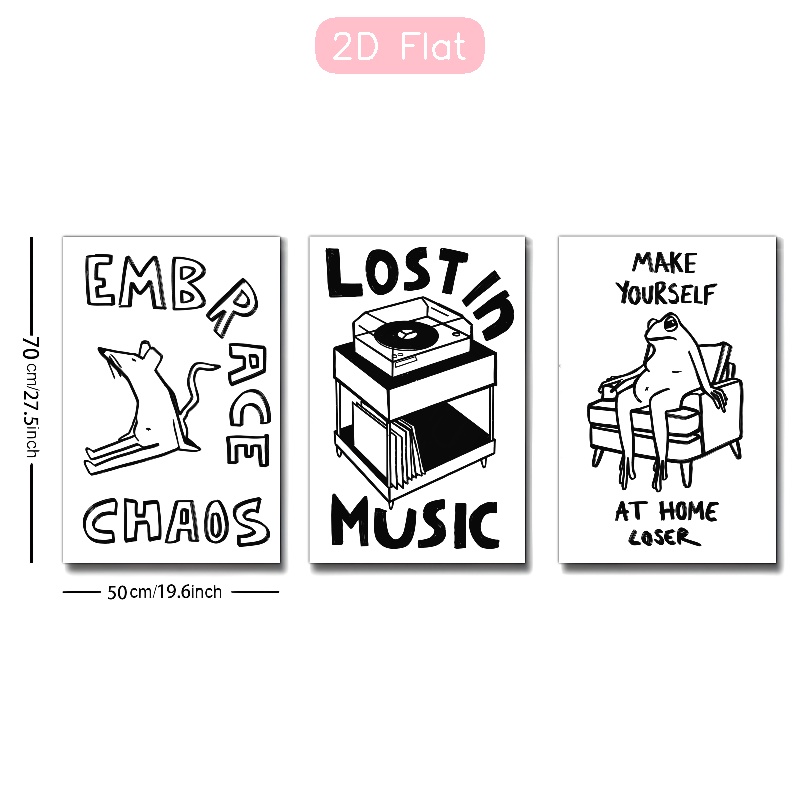 2D Flat
EMBRACE
CHAOS
LOST In
MUSIC
MAKE
YOURSELF
AT HOME
LOSER
70cm/27.5inch
50cm/19.6inch